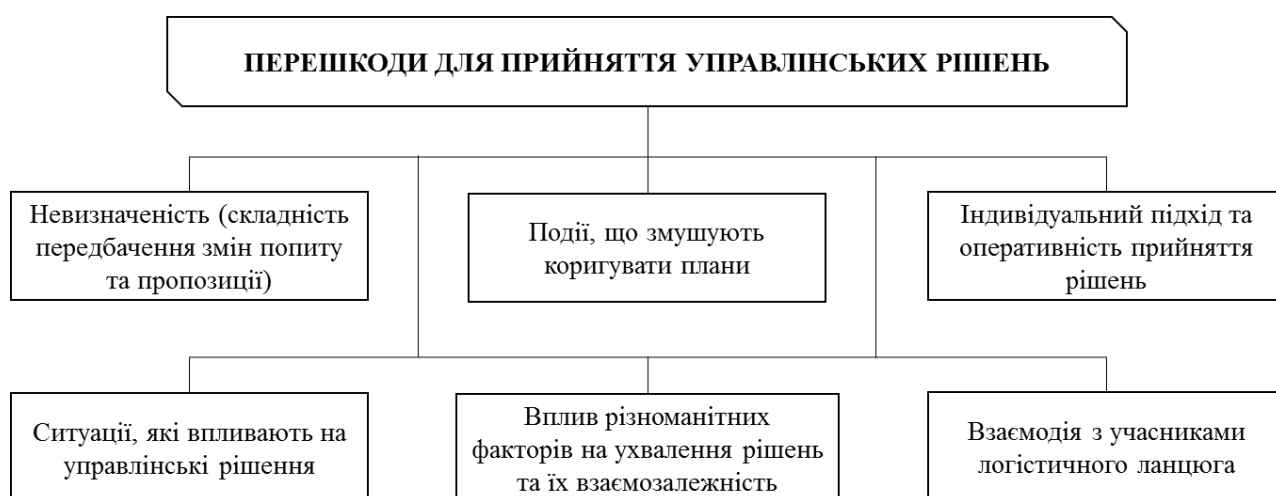 ПЕРЕШКОДИ ДЛЯ ПРИЙНЯТТЯ УПРАВЛІНСЬКИХ РІШЕНЬ
Невизначеність (складність
передбачення змін попиту
та пропозиції)
Події, що змушують
коригувати плани
Індивідуальний підхід та
оперативність прийняття
рішень
Ситуації, які впливають на
управлінські рішення
Вплив різноманітних
факторів на ухвалення рішень
та їх взаємозалежність
Взаємодія з учасниками
логістичного ланцюга